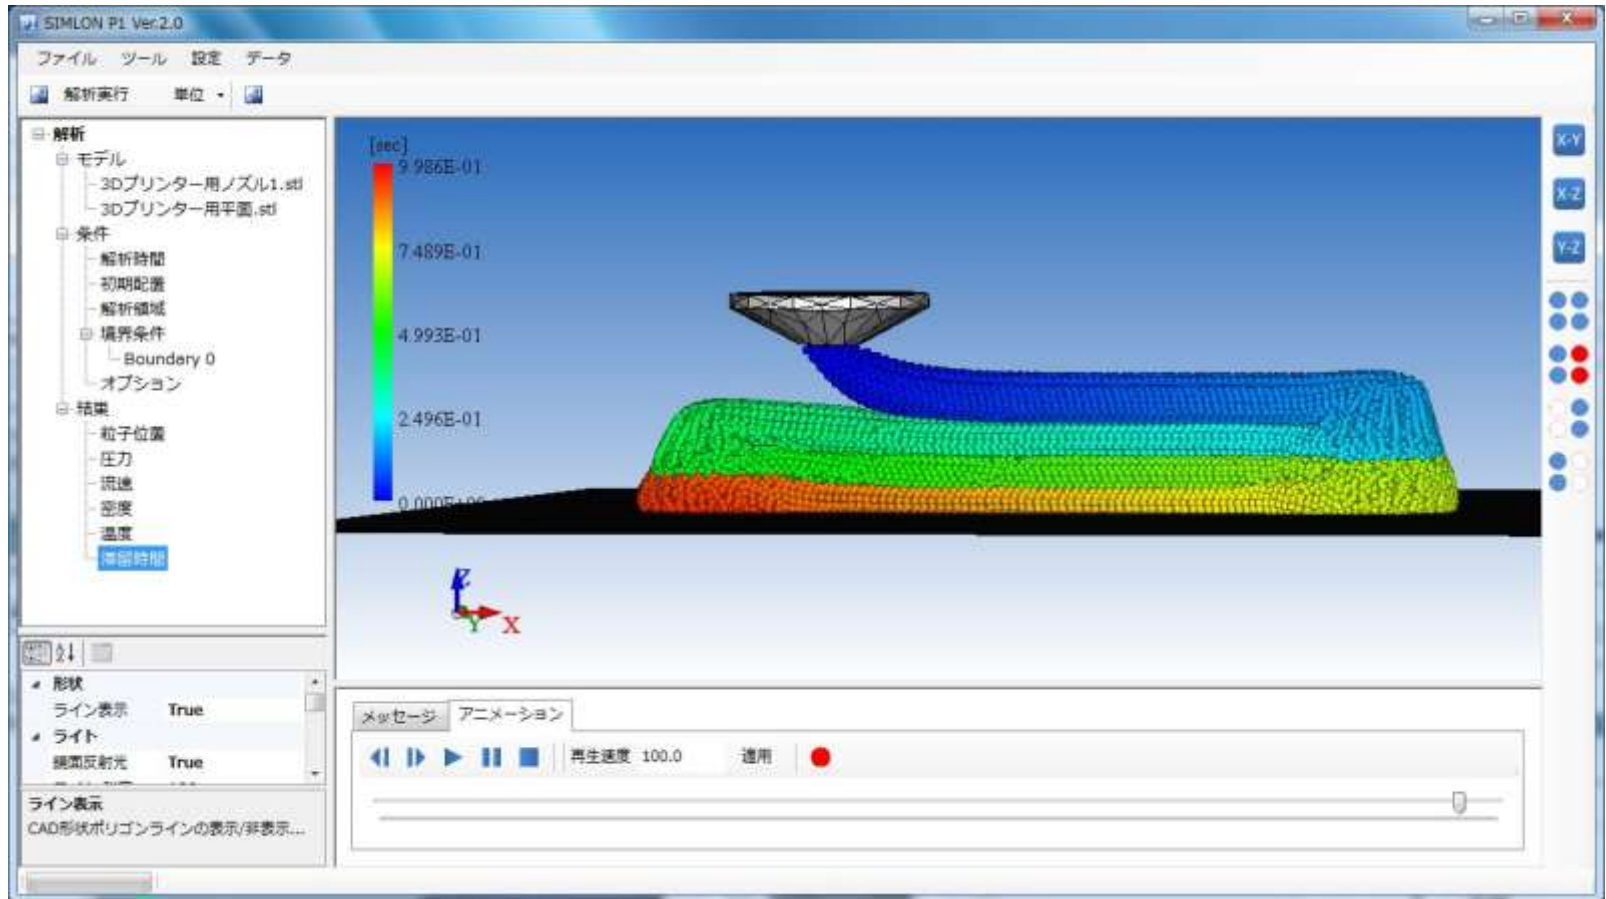 SIMLON P1 Ver.2.0
ファイル ツール 設定 データ
解析実行 単位
解析
モデル
3Dプリンター用ノズル1.stl
3Dプリンター用平面.stl
条件
解析時間
初期配置
解析領域
境界条件
Boundary 0
オプション
結果
粒子位置
圧力
流速
密度
温度
滞留時間
[sec]
9.986E-01
7.489E-01
4.993E-01
2.496E-01
Z
Y
X
X-Y
X-Z
Y-Z
形状
ライン表示 True
ライト
鏡面反射光 True
ライン表示
CAD形状ポリゴンラインの表示/非表示...
メッセージ アニメーション
再生速度 100.0 適用